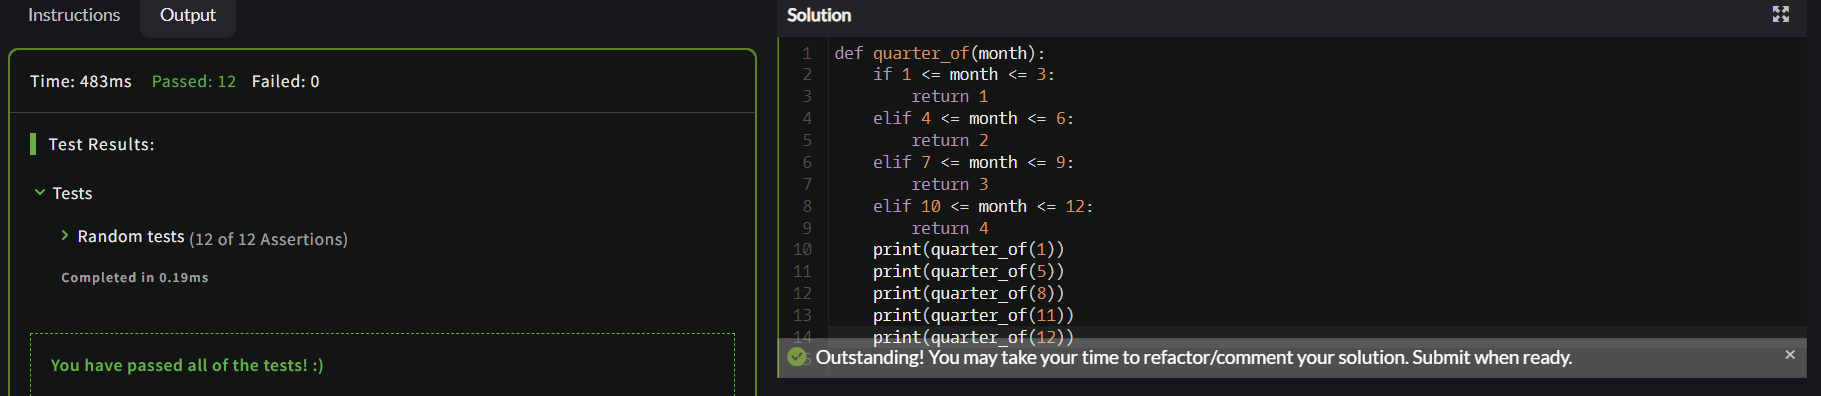 Instructions
Output
Time: 483ms Passed: 12 Failed: 0
Test Results:
Tests
Random tests (12 of 12 Assertions)
Completed in 0.19ms
You have passed all of the tests! :)
Solution
1 def quarter_of(month):
2     if 1 <= month <= 3:
3         return 1
4     elif 4 <= month <= 6:
5         return 2
6     elif 7 <= month <= 9:
7         return 3
8     elif 10 <= month <= 12:
9         return 4
10     print(quarter_of(1))
11     print(quarter_of(5))
12     print(quarter_of(8))
13     print(quarter_of(11))
14     print(quarter_of(12))
Outstanding! You may take your time to refactor/comment your solution. Submit when ready.